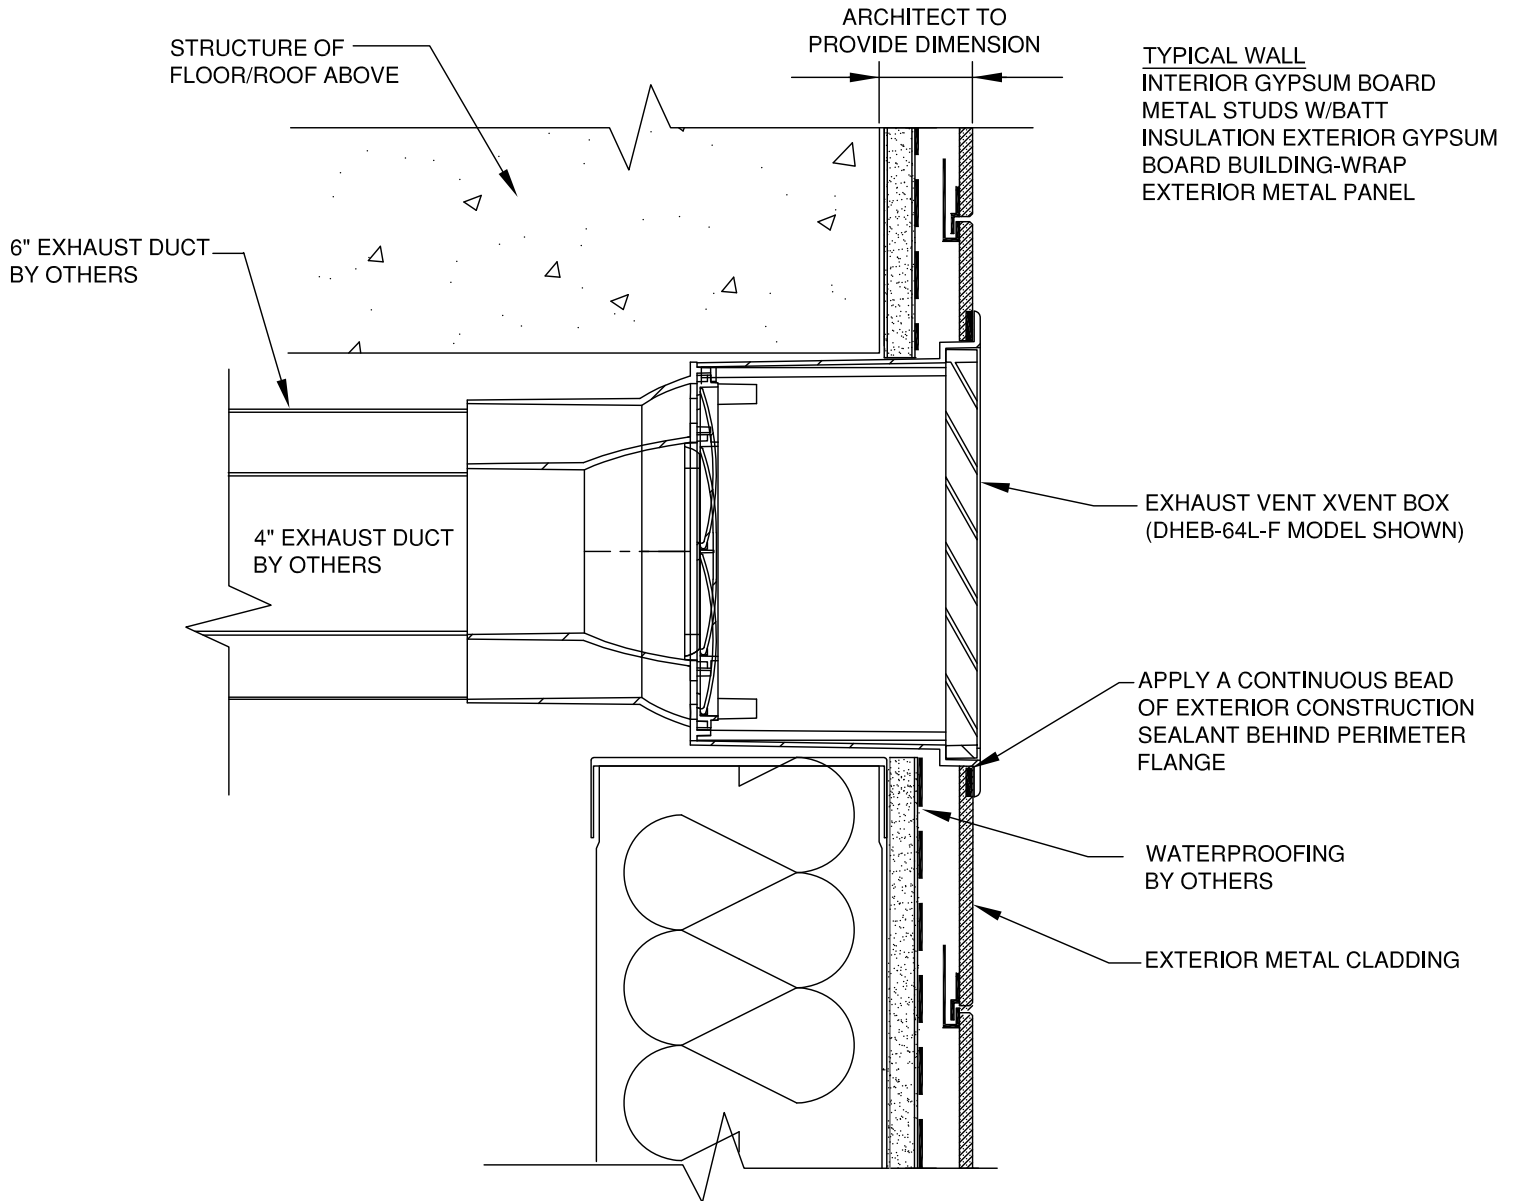 ARCHITECT TO
PROVIDE DIMENSION
STRUCTURE OF
FLOOR/ROOF ABOVE
TYPICAL WALL
INTERIOR GYPSUM BOARD
METAL STUDS W/BATT
INSULATION EXTERIOR GYPSUM
BOARD BUILDING-WRAP
EXTERIOR METAL PANEL
6" EXHAUST DUCT
BY OTHERS
4" EXHAUST DUCT
BY OTHERS
EXHAUST VENT XVENT BOX
(DHEB-64L-F MODEL SHOWN)
APPLY A CONTINUOUS BEAD
OF EXTERIOR CONSTRUCTION
SEALANT BEHIND PERIMETER
FLANGE
WATERPROOFING
BY OTHERS
EXTERIOR METAL CLADDING